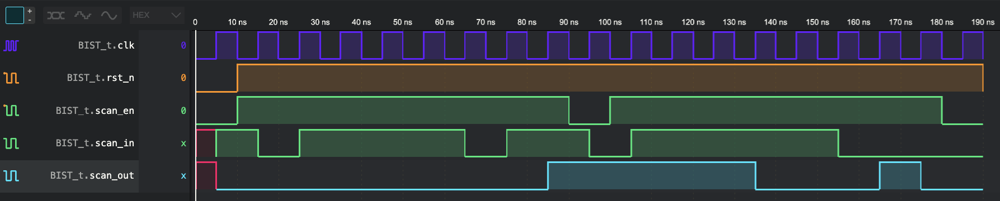 +
-
HEX
0 10 ns 20 ns 30 ns 40 ns 50 ns 60 ns 70 ns 80 ns 90 ns 100 ns 110 ns 120 ns 130 ns 140 ns 150 ns 160 ns 170 ns 180 ns 190 ns
BIST_t.clk 0
BIST_t.rst_n 0
BIST_t.scan_en 0
BIST_t.scan_in x
BIST_t.scan_out x